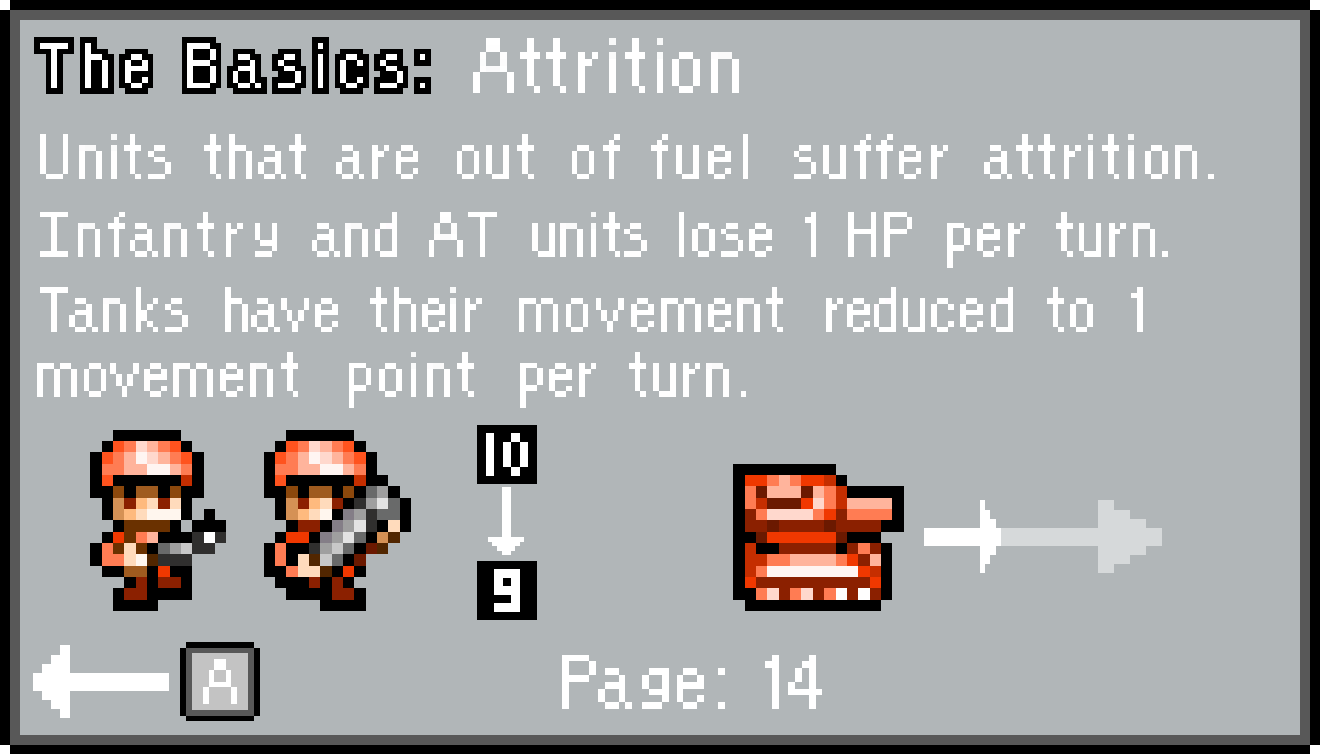 The Basics: Attrition
Units that are out of fuel suffer attrition.
Infantry and AT units lose 1 HP per turn.
Tanks have their movement reduced to 1
movement point per turn.
10
9
A
Page: 14